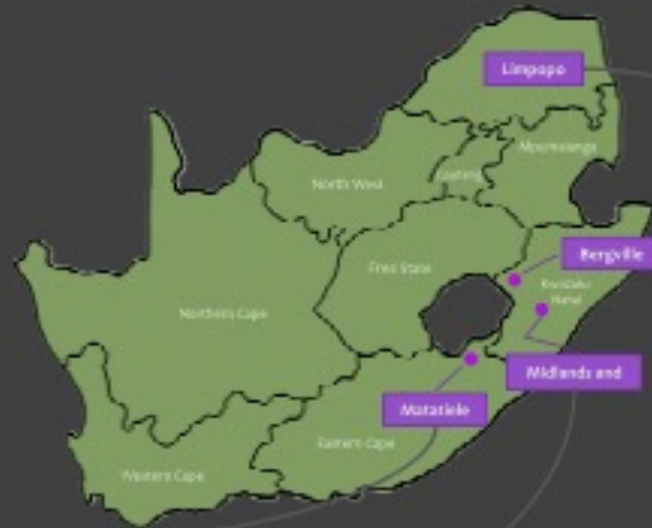 Limpopo
Mpumalanga
Gauteng
North West
Bergville
Free State
KwaZulu
Natal
Northern Cape
Midlands and
Matatiele
Eastern Cape
Western Cape